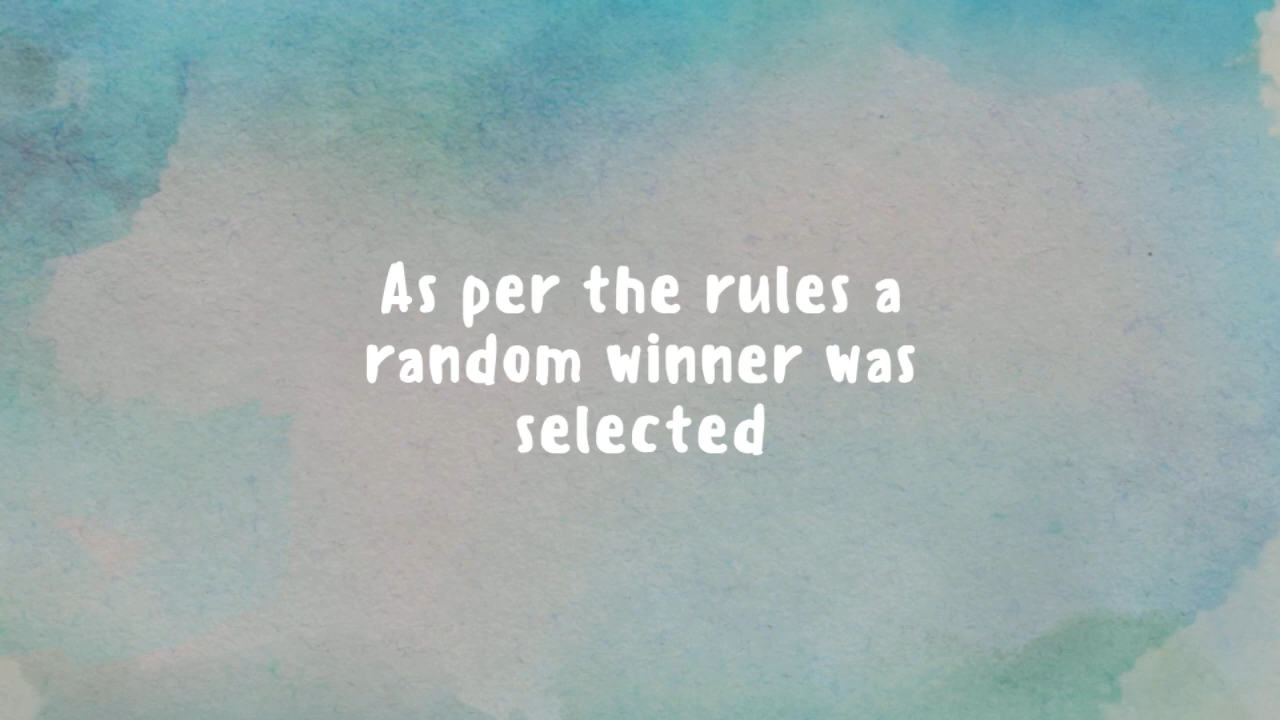 As per the rules a
random winner was
selected